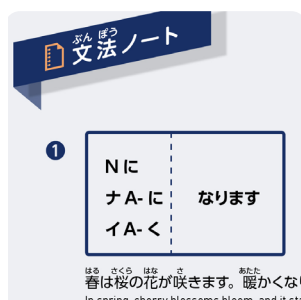 ぶん ぽう
文法ノート
1
Nに
ナA-に なります
イA-く
はる さくら はな さ あたた
春は桜の花が咲きます。暖かくな
In spring, cherry blossoms bloom, and it st